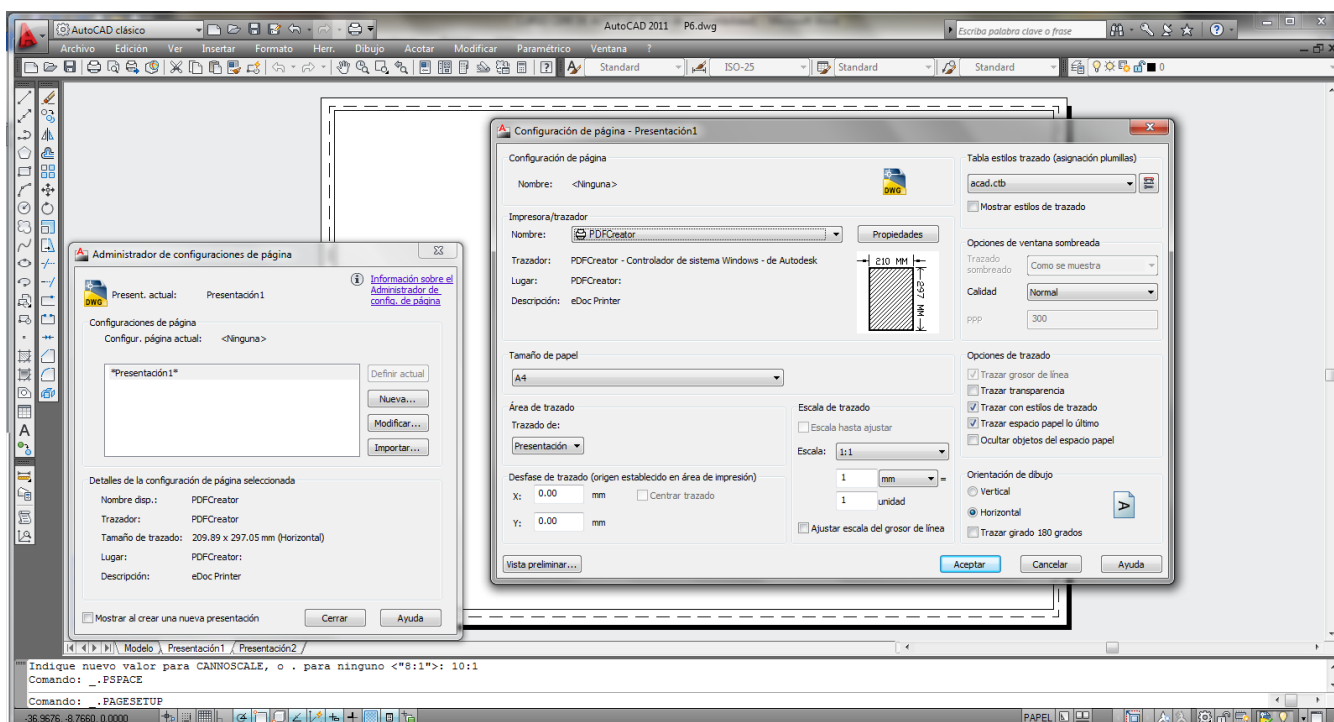 AutoCAD clásico
AutoCAD 2011 P6.dwg
Escriba palabra clave o frase
Archivo Edición Ver Insertar Formato Herr. Dibujo Acotar Modificar Paramétrico Ventana ?
Standard ISO-25 Standard Standard 0
Administrador de configuraciones de página
DWG
Present. actual: Presentación1
Información sobre el
Administrador de
config. de página
Configuraciones de página
Configur. página actual: <Ninguna>
*Presentación1*
Definir actual
Nueva...
Modificar...
Importar...
Detalles de la configuración de página seleccionada
Nombre disp.: PDFCreator
Trazador: PDFCreator
Tamaño de trazado: 209.89 x 297.05 mm (Horizontal)
Lugar: PDFCreator:
Descripción: eDoc Printer
Mostrar al crear una nueva presentación
Cerrar
Ayuda
Configuración de página - Presentación1
Configuración de página
Nombre: <Ninguna>
DWG
Impresora/trazador
Nombre: PDFCreator
Propiedades
Trazador: PDFCreator - Controlador de sistema Windows - de Autodesk
Lugar: PDFCreator:
Descripción: eDoc Printer
210 MM
297 MM
Tamaño de papel
A4
Área de trazado
Trazado de:
Presentación
Desfase de trazado (origen establecido en área de impresión)
X: 0.00 mm
Centrar trazado
Y: 0.00 mm
Escala de trazado
Escala hasta ajustar
Escala: 1:1
1 mm =
1 unidad
Ajustar escala del grosor de línea
Tabla estilos trazado (asignación plumillas)
acad.ctb
Mostrar estilos de trazado
Opciones de ventana sombreada
Trazado
sombreado
Como se muestra
Calidad Normal
PPP 300
Opciones de trazado
Trazar grosor de línea
Trazar transparencia
Trazar con estilos de trazado
Trazar espacio papel lo último
Ocultar objetos del espacio papel
Orientación de dibujo
Vertical
Horizontal
Trazar girado 180 grados
A
Vista preliminar...
Aceptar
Cancelar
Ayuda
Modelo Presentación1 Presentación2
Indique nuevo valor para CANNOSCALE, o . para ninguno <"8:1">: 10:1
Comando: _.PSPACE
Comando: _.PAGESETUP
-36.9676, -8.7660, 0.0000
PAPEL